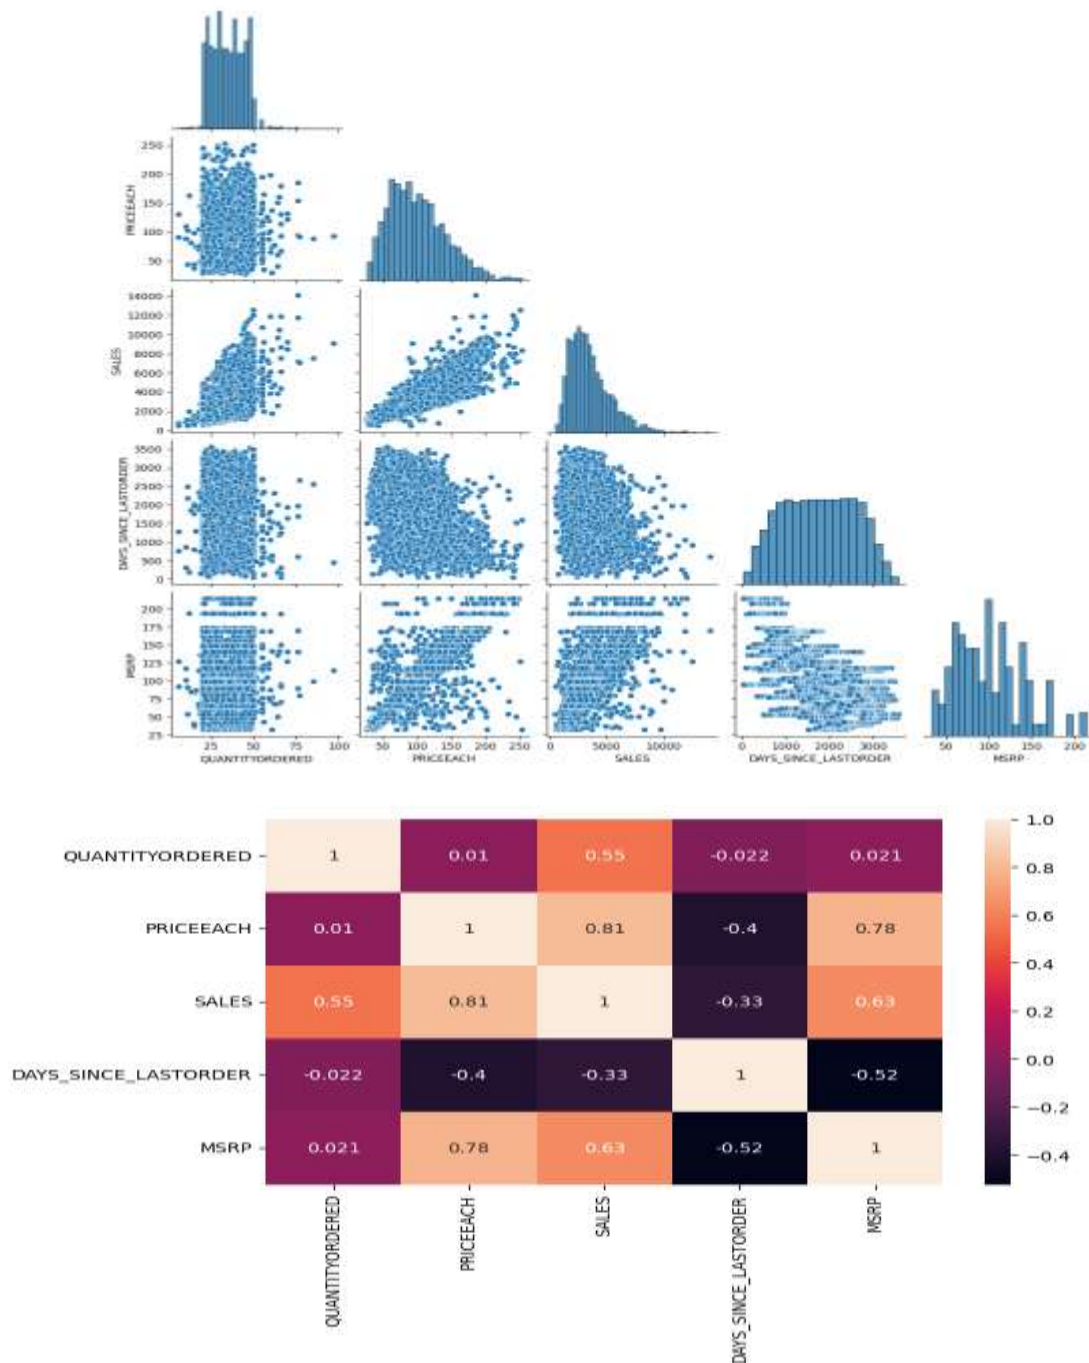 250
200
150
100
50
PRICEEACH
14000
12000
10000
8000
6000
4000
2000
0
SALES
3500
3000
2500
2000
1500
1000
500
0
DAYS_SINCE_LASTORDER
200
175
150
125
100
75
50
25
MSRP
25 50 75 100 50 100 150 200 250 0 5000 10000 0 1000 2000 3000 50 100 150 200
QUANTITYORDERED PRICEEACH SALES DAYS_SINCE_LASTORDER MSRP
QUANTITYORDERED 1 0.01 0.55 -0.022 0.021
PRICEEACH 0.01 1 0.81 -0.4 0.78
SALES 0.55 0.81 1 -0.33 0.63
DAYS_SINCE_LASTORDER -0.022 -0.4 -0.33 1 -0.52
MSRP 0.021 0.78 0.63 -0.52 1
QUANTITYORDERED
PRICEEACH
SALES
DAYS_SINCE_LASTORDER
MSRP
1.0
0.8
0.6
0.4
0.2
0.0
−0.2
−0.4